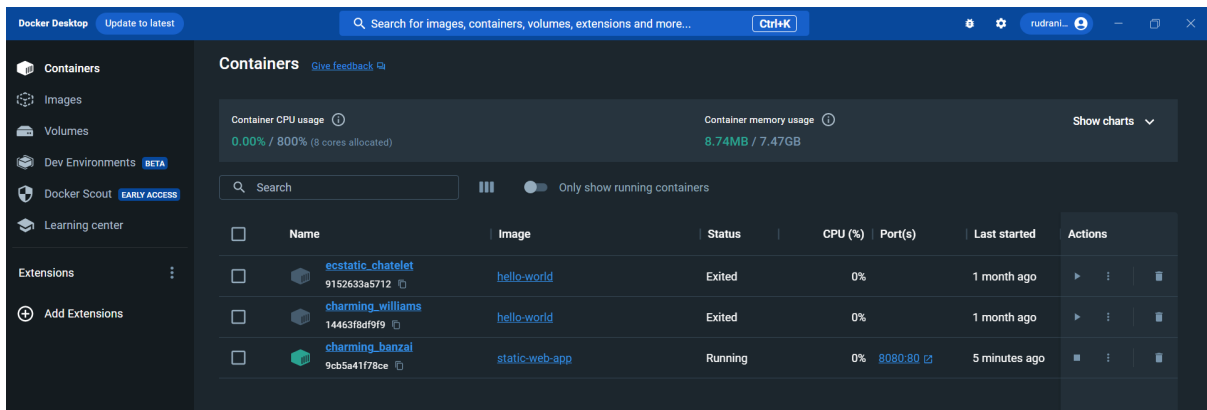 Docker Desktop Update to latest Search for images, containers, volumes, extensions and more... Ctrl+K rudrani...
Containers
Images
Volumes
Dev Environments BETA
Docker Scout EARLY ACCESS
Learning center
Extensions
Add Extensions
Containers Give feedback
Container CPU usage
0.00% / 800% (8 cores allocated)
Container memory usage
8.74MB / 7.47GB
Show charts
Search
Only show running containers
Name Image Status CPU (%) Port(s) Last started Actions
ecstatic_chatelet
9152633a5712
hello-world Exited 0% 1 month ago
charming_williams
14463f8df9f9
hello-world Exited 0% 1 month ago
charming_banzai
9cb5a41f78ce
static-web-app Running 0% 8080:80 5 minutes ago